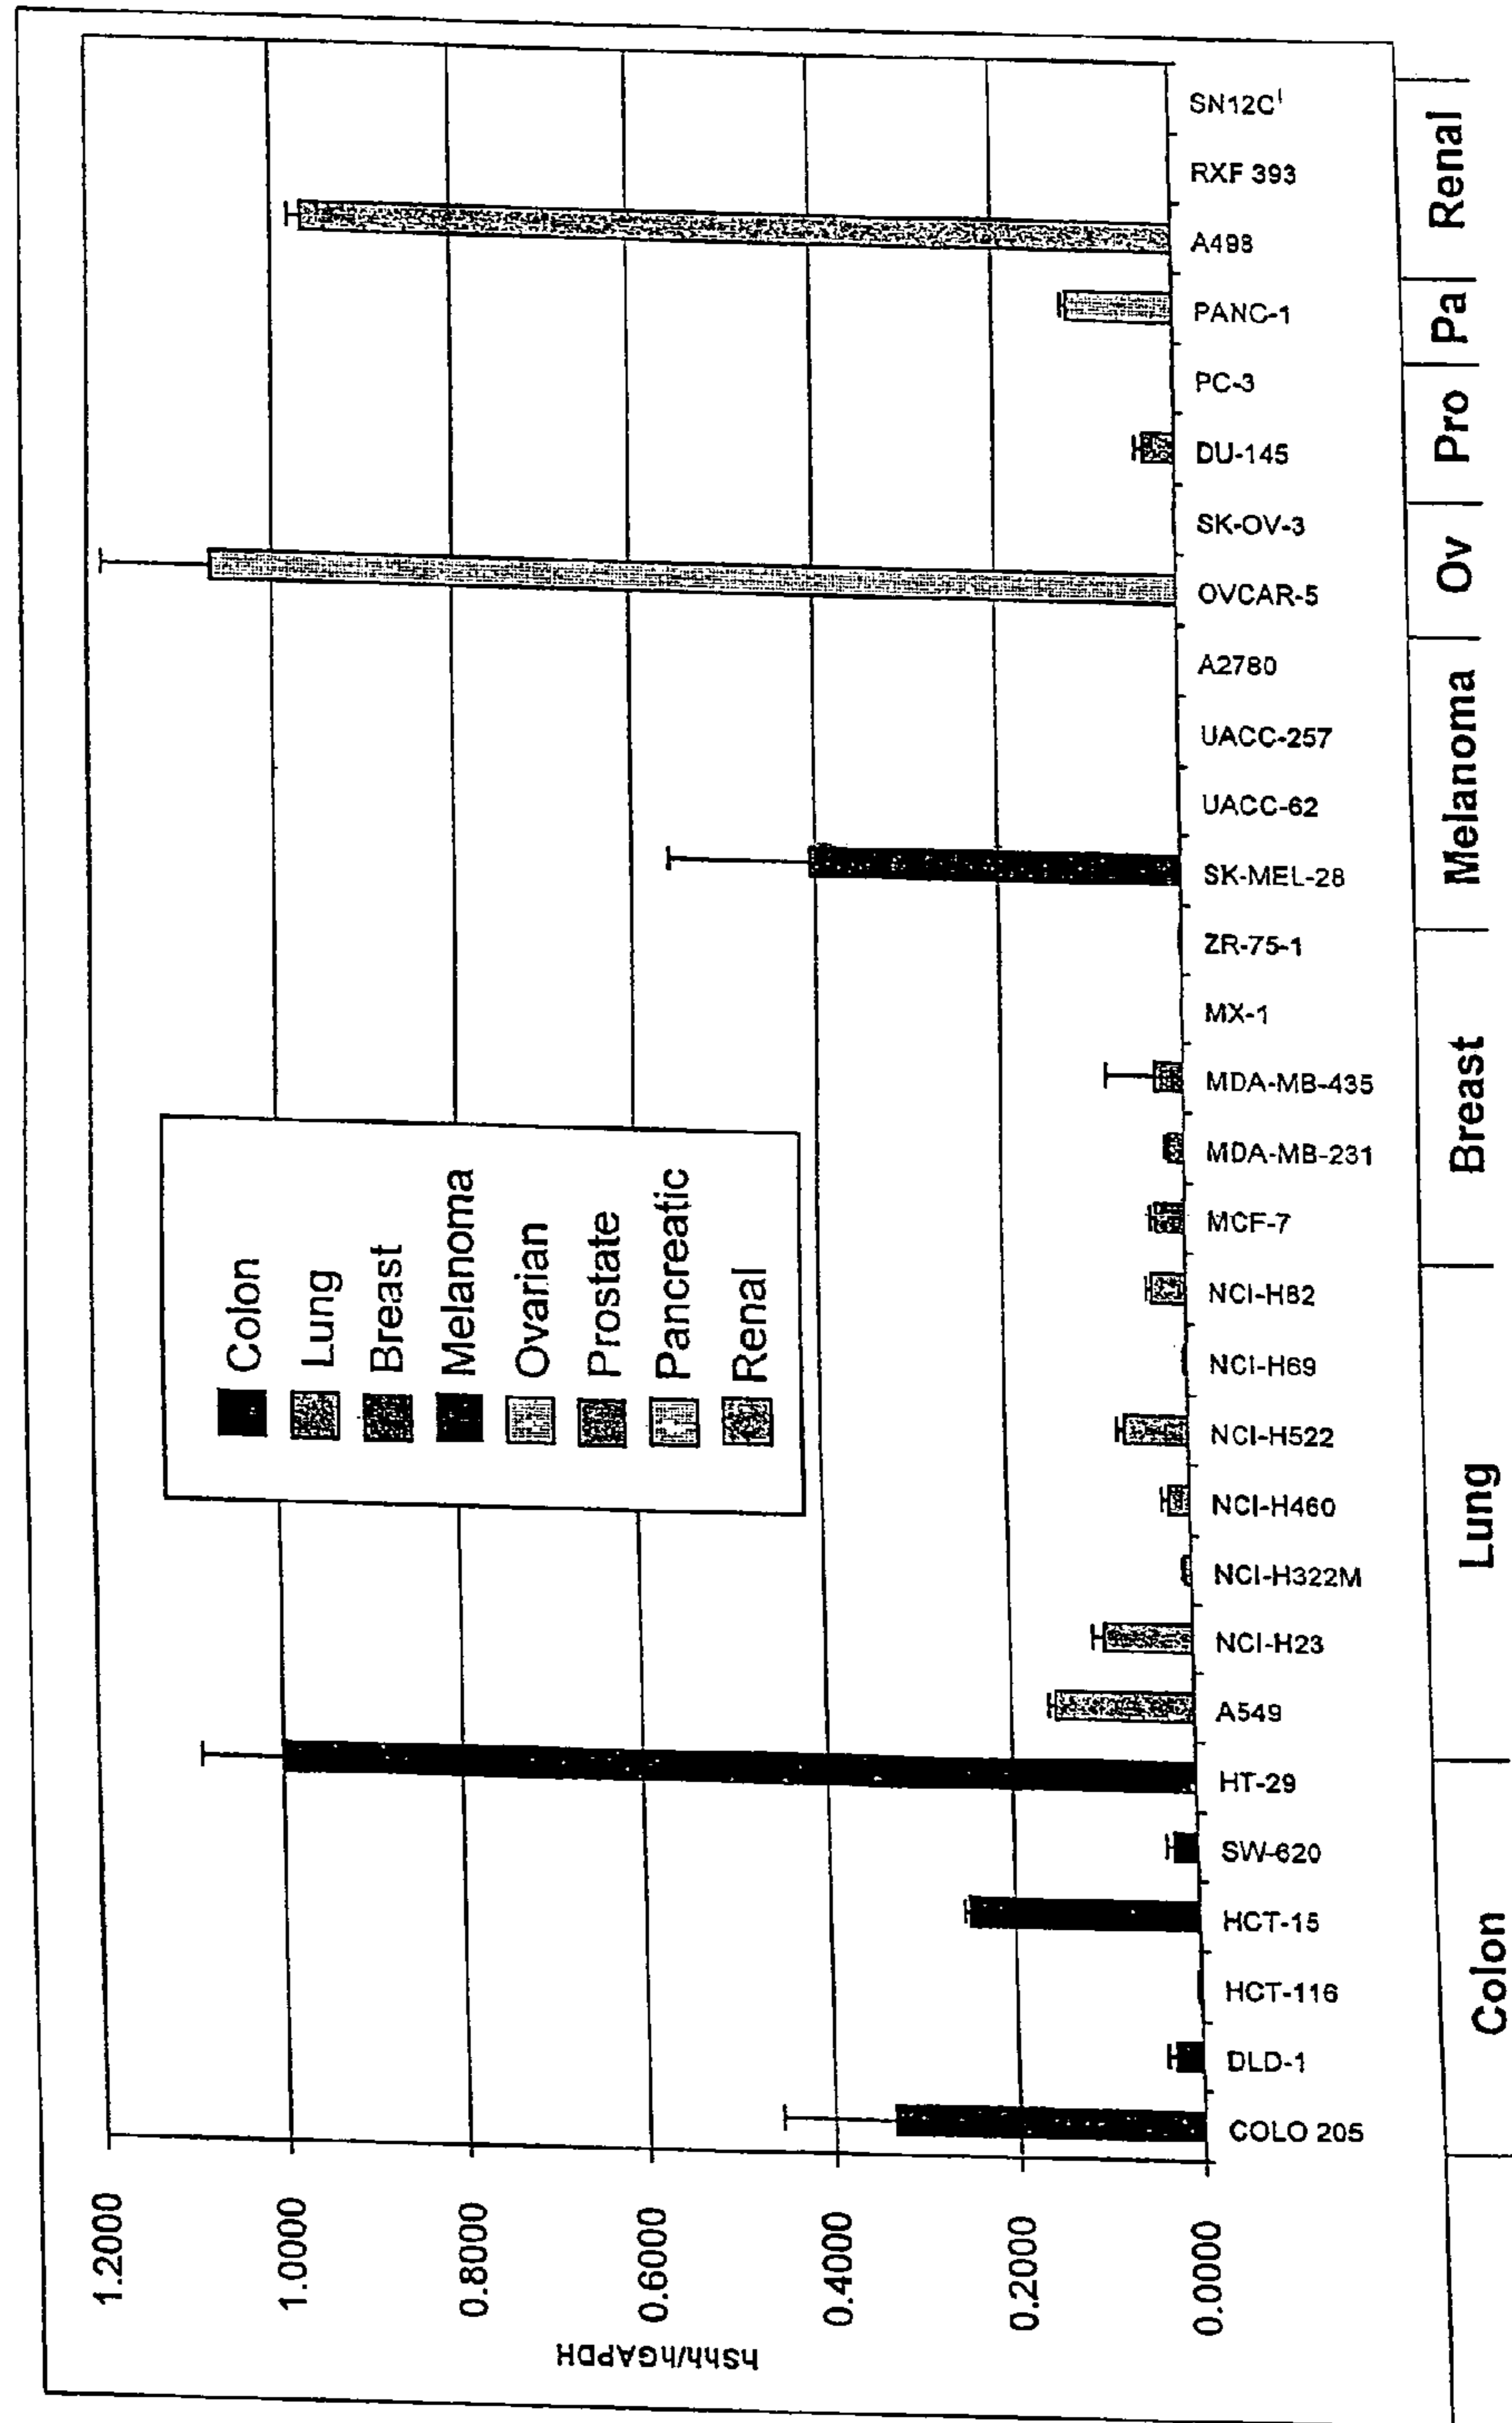 hShh/hGAPDH
1.2000
1.0000
0.8000
0.6000
0.4000
0.2000
0.0000
Colon
Lung
Breast
Melanoma
Ovarian
Prostate
Pancreatic
Renal
COLO 205
DLD-1
HCT-116
HCT-15
SW-620
HT-29
A549
NCI-H23
NCI-H322M
NCI-H460
NCI-H522
NCI-H69
NCI-H82
MCF-7
MDA-MB-231
MDA-MB-435
MX-1
ZR-75-1
SK-MEL-28
UACC-62
UACC-257
A2780
OVCAR-5
SK-OV-3
DU-145
PC-3
PANC-1
A498
RXF 393
SN12C
Colon
Lung
Breast
Melanoma
Ov
Pro
Pa
Renal